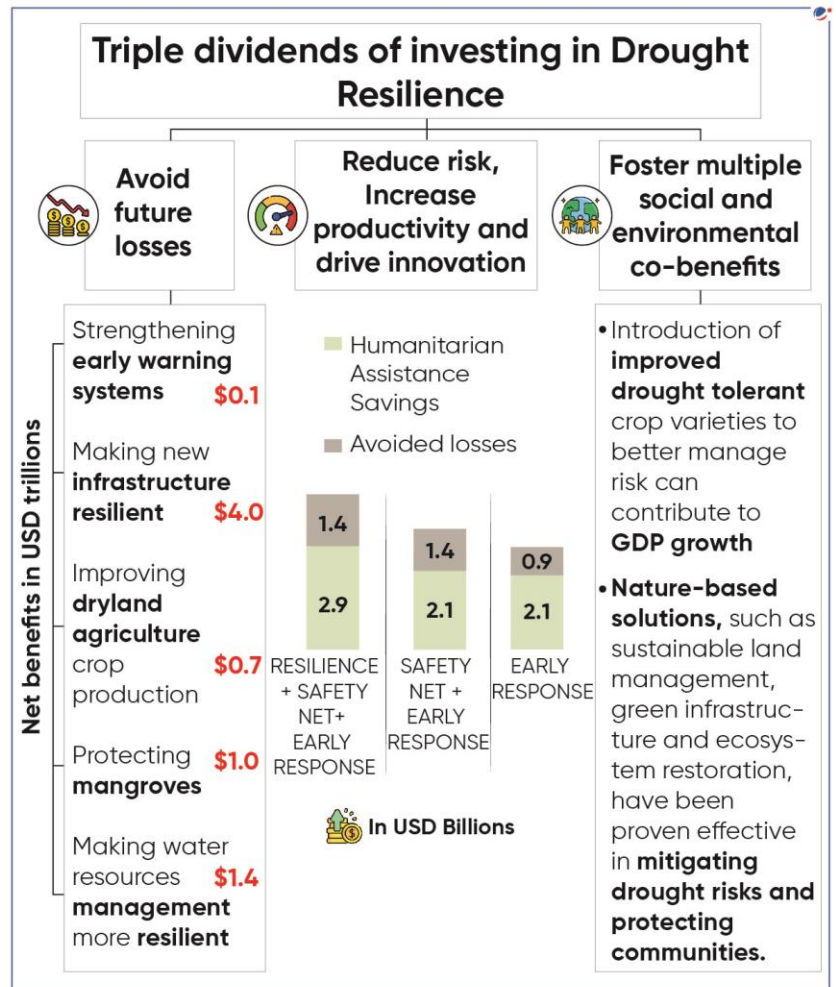 Triple dividends of investing in Drought
Resilience
Avoid
future
losses
Reduce risk,
Increase
productivity and
drive innovation
Foster multiple
social and
environmental
co-benefits
Net benefits in USD trillions
Strengthening
early warning
systems $0.1
Making new
infrastructure
resilient $4.0
Improving
dryland
agriculture
crop $0.7
production
Protecting $1.0
mangroves
Making water
resources $1.4
management
more resilient
Humanitarian
Assistance
Savings
Avoided losses
1.4
2.9
RESILIENCE
+ SAFETY
NET+
EARLY
RESPONSE
1.4
2.1
SAFETY
NET +
EARLY
RESPONSE
0.9
2.1
EARLY
RESPONSE
In USD Billions
• Introduction of
improved
drought tolerant
crop varieties to
better manage
risk can
contribute to
GDP growth
• Nature-based
solutions, such as
sustainable land
management,
green infrastruc-
ture and ecosys-
tem restoration,
have been
proven effective
in mitigating
drought risks and
protecting
communities.